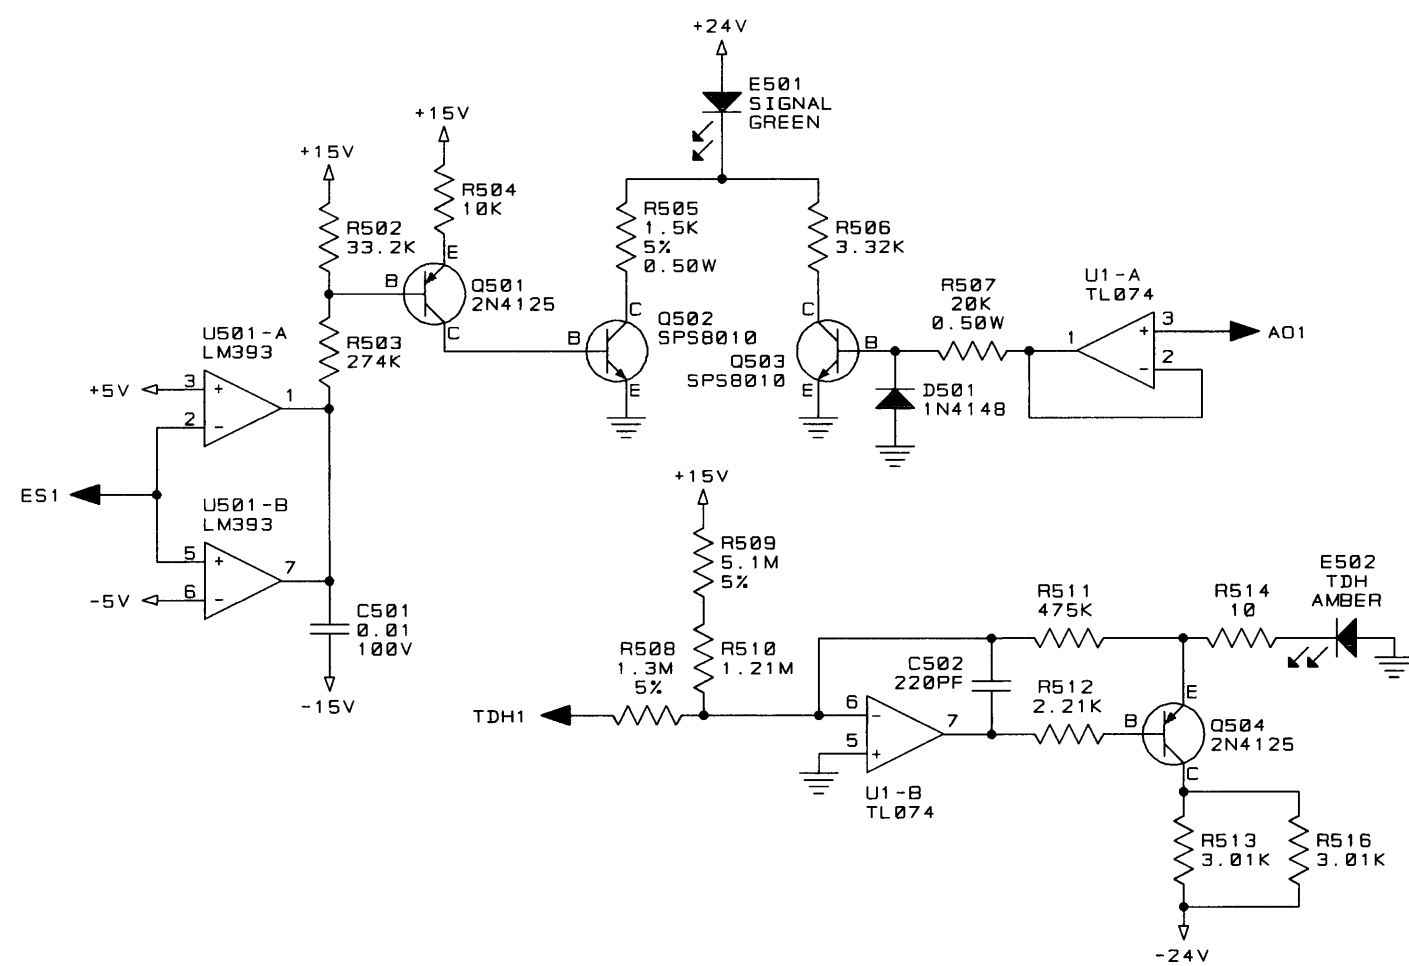 +24V
E501
SIGNAL
GREEN
+15V
+15V
R504
10K
R502
33.2K
E
B
Q501
2N4125
C
R505
1.5K
5%
0.50W
R506
3.32K
U501-A
LM393
R503
274K
+5V
3
+
1
2
-
C
Q502
SPS8010
B
E
C
Q503
SPS8010
B
E
R507
20K
0.50W
U1-A
TL074
1
+
3
-
2
AO1
D501
1N4148
ES1
U501-B
LM393
5
+
7
-5V
6
-
C501
0.01
100V
-15V
+15V
R509
5.1M
5%
R508
1.3M
5%
R510
1.21M
TDH1
6
-
5
+
7
U1-B
TL074
C502
220PF
R511
475K
R512
2.21K
R514
10
E502
TDH
AMBER
E
B
Q504
2N4125
C
R513
3.01K
R516
3.01K
-24V